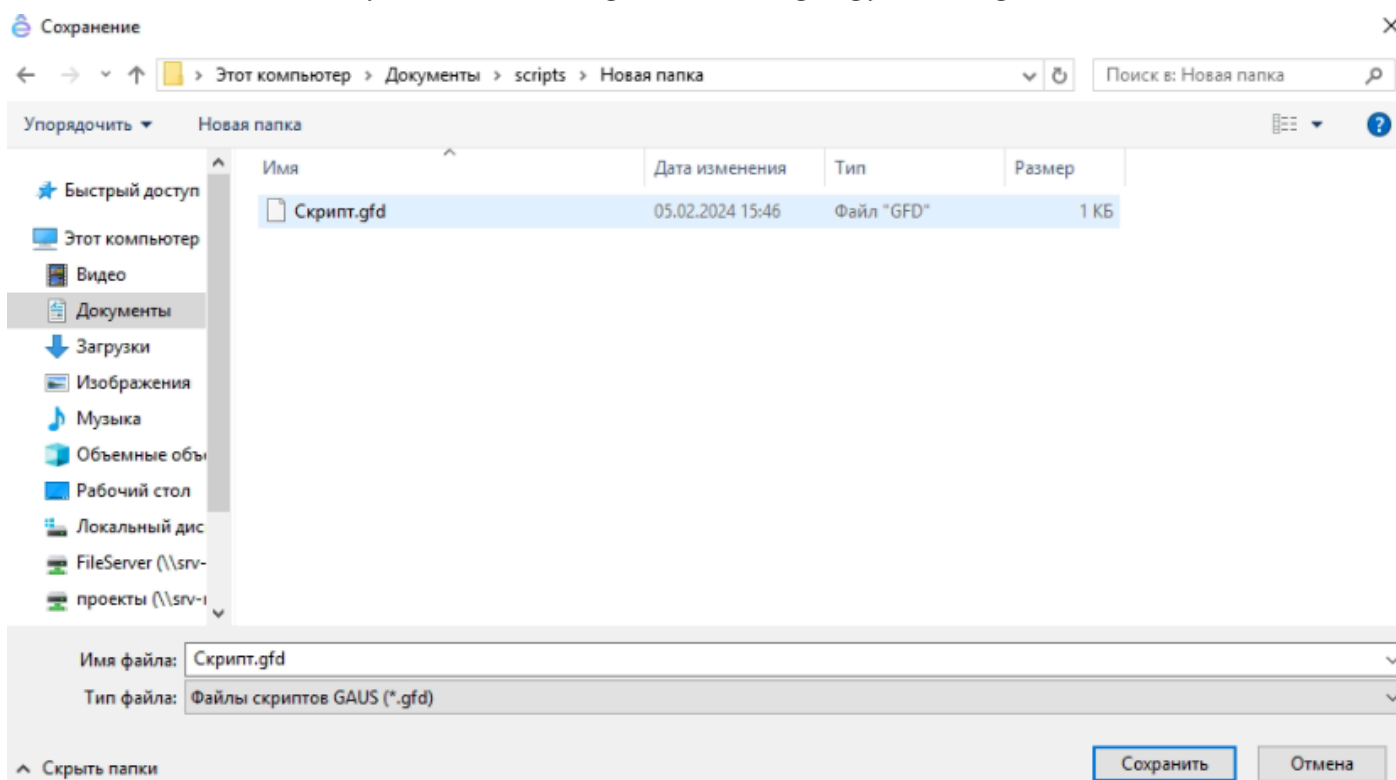 Сохранение
Этот компьютер > Документы > scripts > Новая папка
Поиск в: Новая папка
Упорядочить
Новая папка
Имя Дата изменения Тип Размер
Скрипт.gfd 05.02.2024 15:46 Файл "GFD" 1 КБ
Быстрый доступ
Этот компьютер
Видео
Документы
Загрузки
Изображения
Музыка
Объемные объ
Рабочий стол
Локальный дис
FileServer (\\srv-
проекты (\\srv-
Имя файла: Скрипт.gfd
Тип файла: Файлы скриптов GAUS (*.gfd)
Скрыть папки
Сохранить Отмена